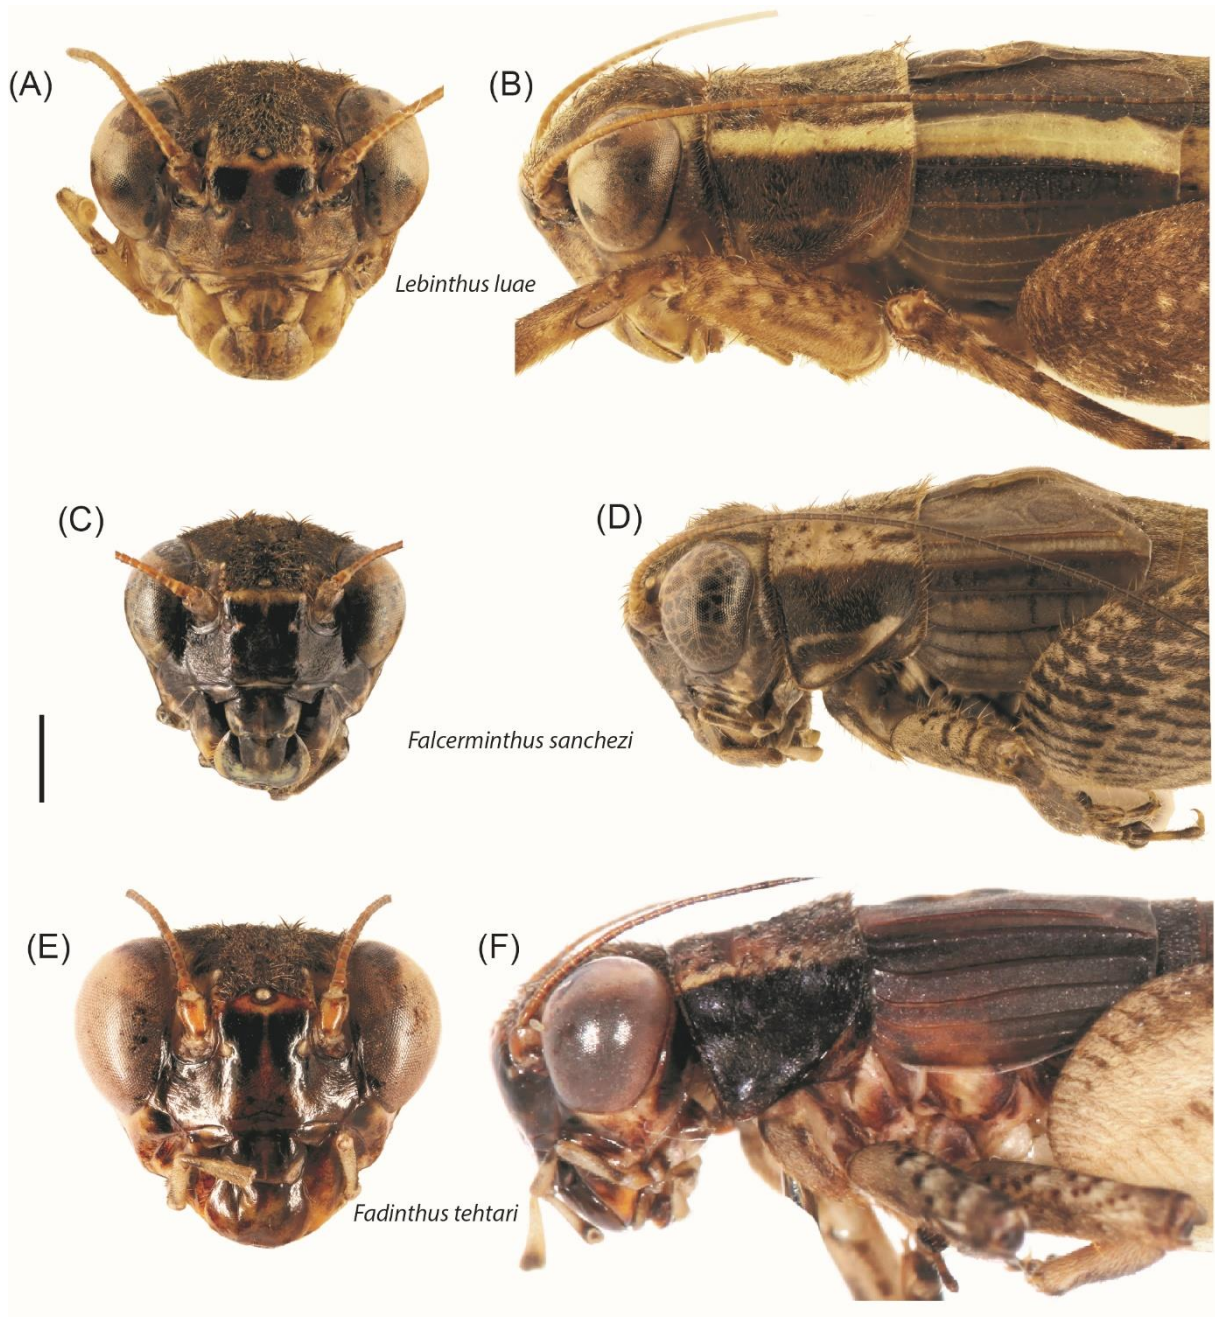 (A)
(B)
Lebinthus luae
(C)
(D)
Falcerminthus sanchezi
(E)
(F)
Fadinthus tehtari